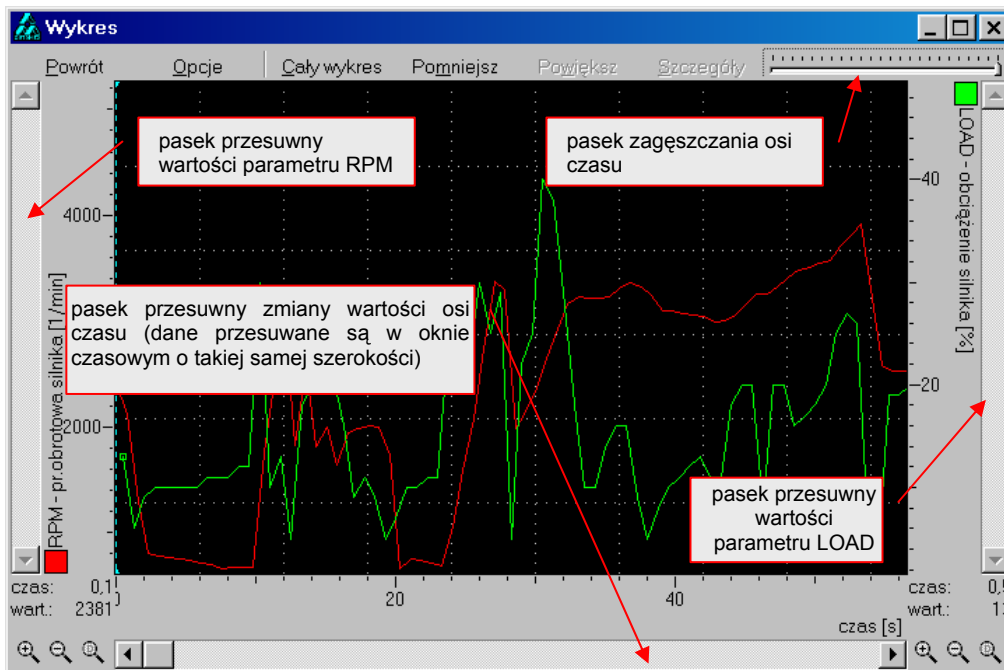 Wykres
Powrót Opcje Cały wykres Pomniejsz Powiększ Szczegóły
pasek przesuwny
wartości parametru RPM
pasek zagęszczania osi
czasu
LOAD - obciążenie silnika [%]
40
20
4000
2000
RPM - pr.obrotowa silnika [1/min]
pasek przesuwny zmiany wartości osi
czasu (dane przesuwane są w oknie
czasowym o takiej samej szerokości)
pasek przesuwny
wartości
parametru LOAD
czas: 0,1
wart.: 2381
20
40
czas [s]
czas:
wart.: